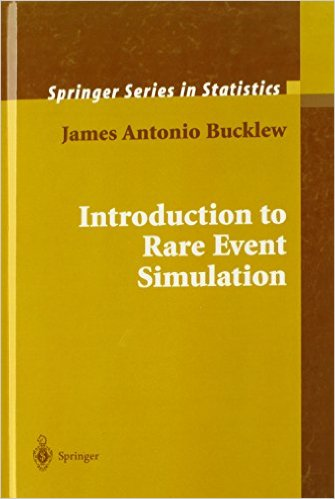 Springer Series in Statistics
James Antonio Bucklew
Introduction to
Rare Event
Simulation
Springer